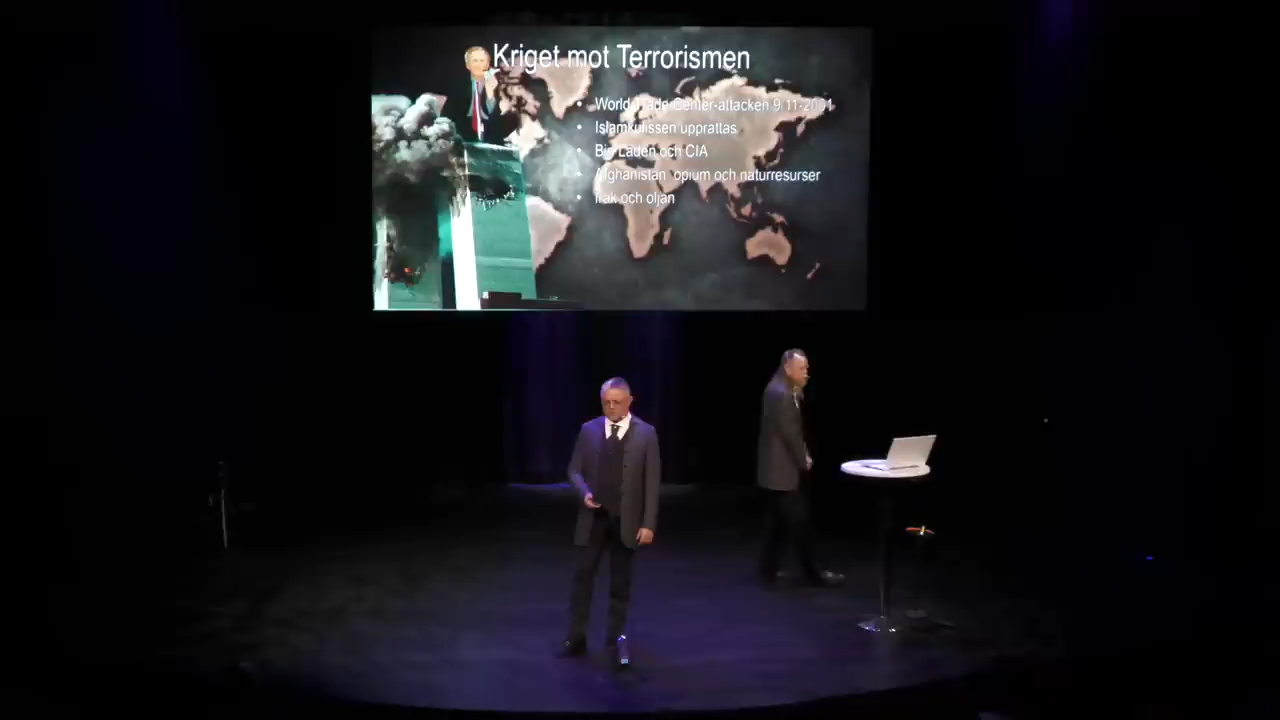 Kriget mot Terrorismen
• World Trade Center-attacken 9/11-2001
• Islamkulissen upprättas
• Bin Laden och CIA
• Afghanistan opium och naturresurser
• Irak och oljan